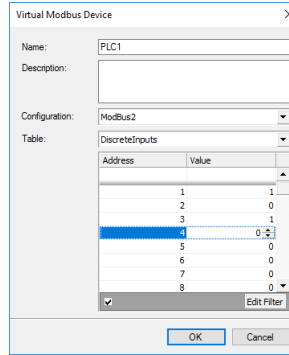 Virtual Modbus Device
Name: PLC1
Description:
Configuration: ModBus2
Table: DiscreteInputs
Address Value
1 1
2 0
3 1
4 0
5 0
6 0
7 0
8 0
Edit Filter
OK Cancel